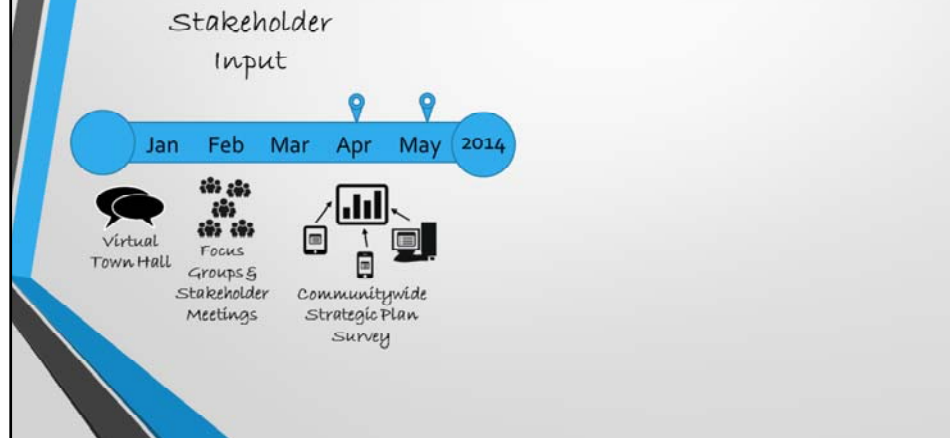 Stakeholder
Input
Jan Feb Mar Apr May 2014
Virtual
Town Hall
Focus
Groups &
Stakeholder
Meetings
Communitywide
Strategic Plan
Survey